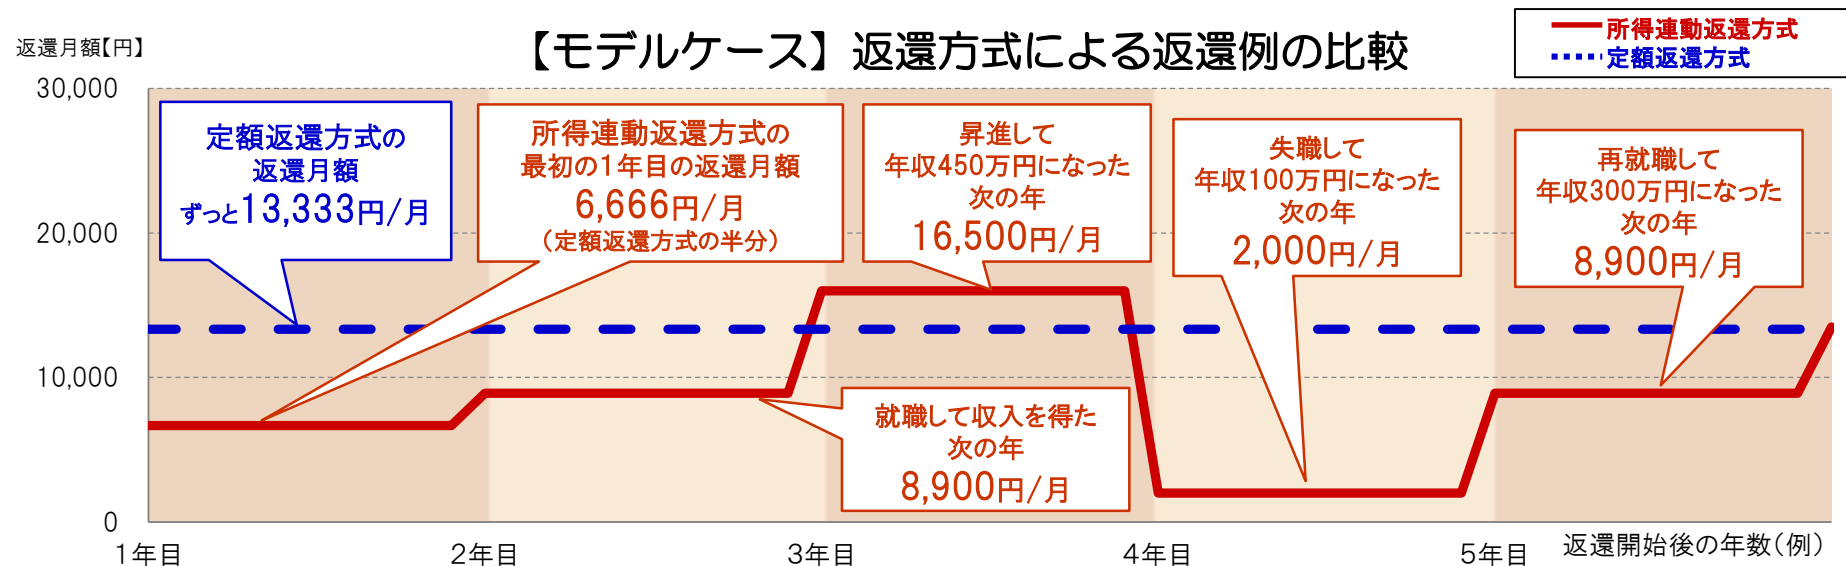 【モデルケース】 返還方式による返還例の比較
所得連動返還方式
定額返還方式
返還月額【円】
30,000
20,000
10,000
0
定額返還方式の
返還月額
ずっと13,333円/月
所得連動返還方式の
最初の1年目の返還月額
6,666円/月
（定額返還方式の半分）
昇進して
年収450万円になった
次の年
16,500円/月
失職して
年収100万円になった
次の年
2,000円/月
再就職して
年収300万円になった
次の年
8,900円/月
就職して収入を得た
次の年
8,900円/月
1年目
2年目
3年目
4年目
5年目
返還開始後の年数（例）